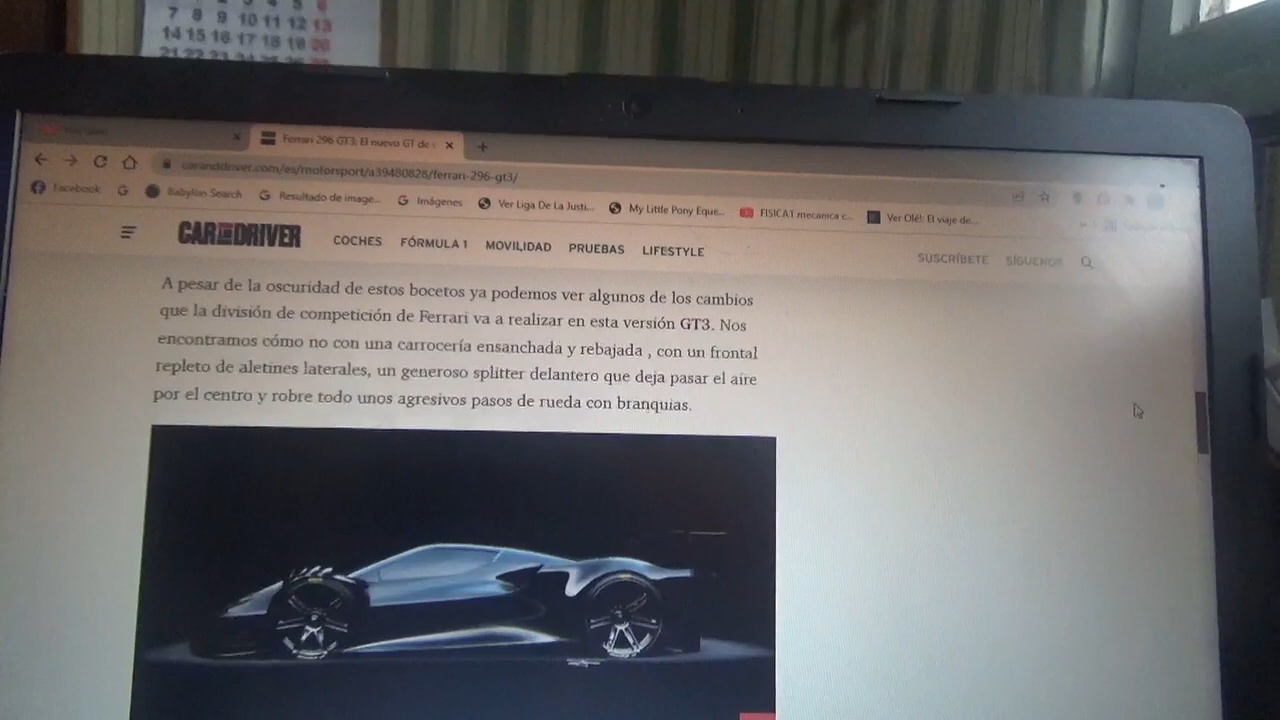 7 8 9 10 11 12 13
14 15 16 17 18 19 20
21 22 23 24
Ferrari 296 GT3: El nuevo GT de
caranddriver.com/es/motorsport/a39480828/ferrari-296-gt3/
Facebook
Babylon Search
Resultado de image...
Imágenes
Ver Liga De La Justi...
My Little Pony Eque...
FISICA1 mecanica c...
Ver Olé!: El viaje de...
CAR AND DRIVER
COCHES
FÓRMULA 1
MOVILIDAD
PRUEBAS
LIFESTYLE
SUSCRÍBETE
SÍGUENOS
A pesar de la oscuridad de estos bocetos ya podemos ver algunos de los cambios
que la división de competición de Ferrari va a realizar en esta versión GT3. Nos
encontramos cómo no con una carrocería ensanchada y rebajada , con un frontal
repleto de aletines laterales, un generoso splitter delantero que deja pasar el aire
por el centro y robre todo unos agresivos pasos de rueda con branquias.